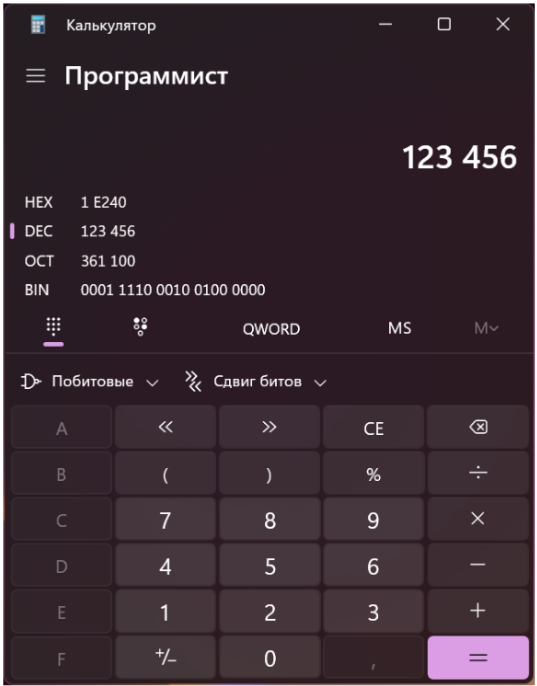 Калькулятор
Программист
123 456
HEX 1 E240
DEC 123 456
OCT 361 100
BIN 0001 1110 0010 0100 0000
QWORD MS M
Побитовые Сдвиг битов
A « » CE
B ( ) % ÷
C 7 8 9 ×
D 4 5 6 −
E 1 2 3 +
F +/− 0 , =